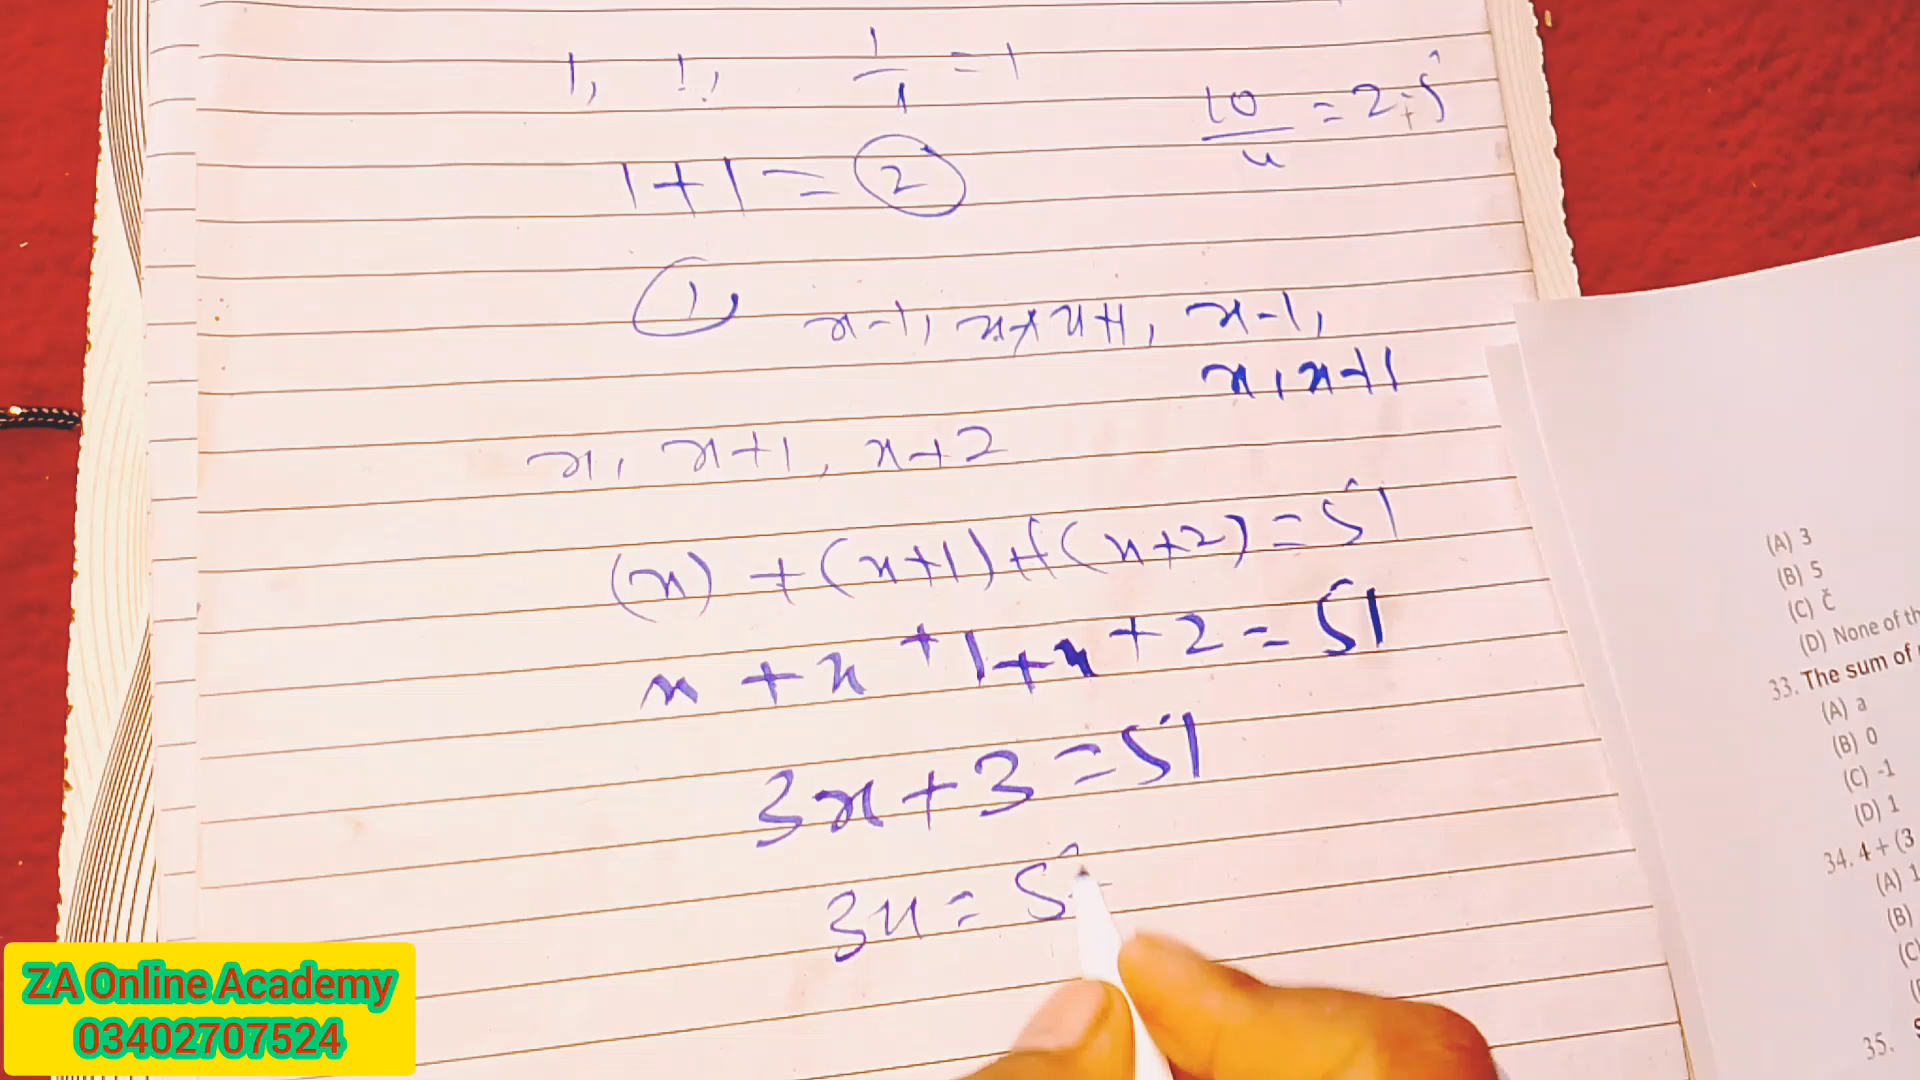 1, 1, 1/1 = 1
10/4 = 2.5
1+1 = 2
1, x-1, x, x+1, x-1,
x, x+1
x, x+1, x+2
(x) + (x+1) + (x+2) = 51
x + x + 1 + x + 2 = 51
3x + 3 = 51
3x = 5
(A) 3
(B) 5
(C) č
(D) None of th
33. The sum of
(A) a
(B) 0
(C) -1
(D) 1
34. 4 + (3
(A) 1
(B)
(C)
35.
ZA Online Academy
03402707524